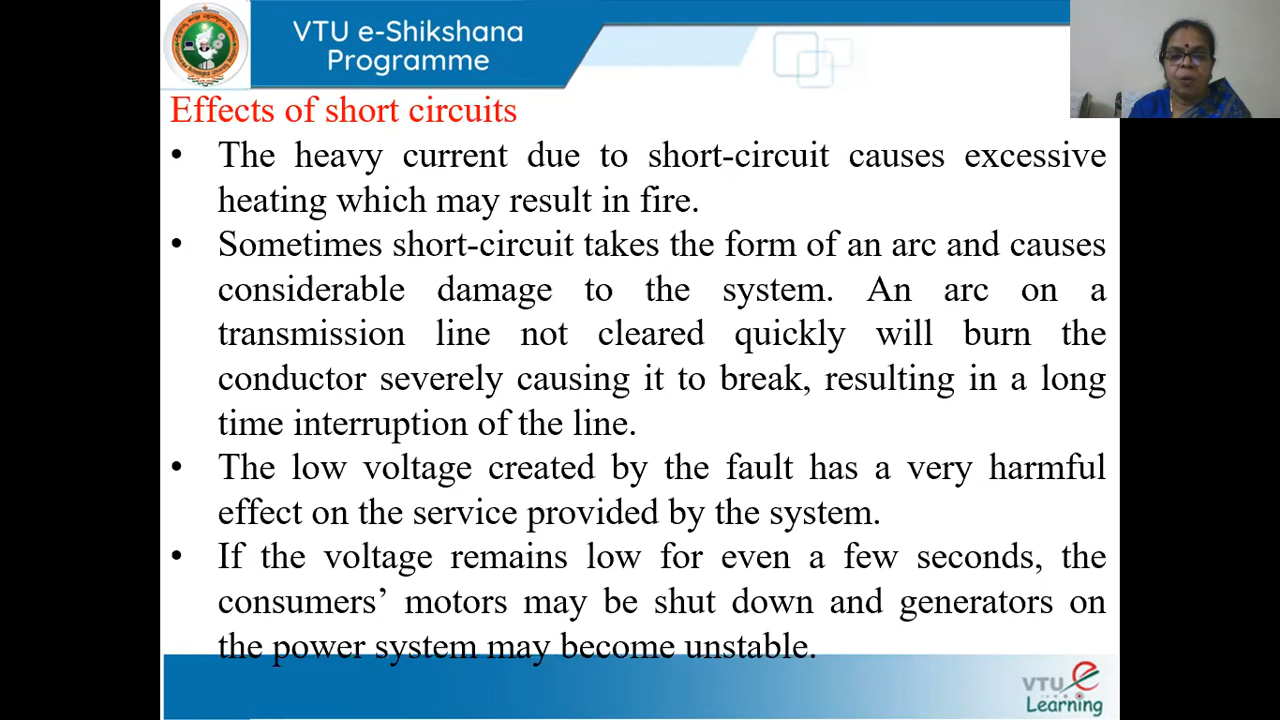 VTU e-Shikshana
Programme
Effects of short circuits
• The heavy current due to short-circuit causes excessive
heating which may result in fire.
• Sometimes short-circuit takes the form of an arc and causes
considerable damage to the system. An arc on a
transmission line not cleared quickly will burn the
conductor severely causing it to break, resulting in a long
time interruption of the line.
• The low voltage created by the fault has a very harmful
effect on the service provided by the system.
• If the voltage remains low for even a few seconds, the
consumers’ motors may be shut down and generators on
the power system may become unstable.
VTU e
Learning